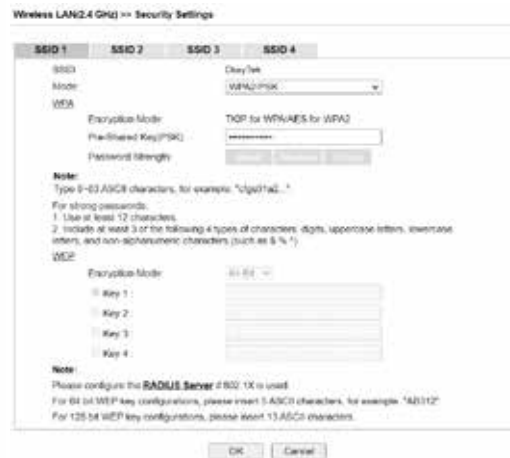 Wireless LAN(2.4 GHz) >> Security Settings
SSID 1 SSID 2 SSID 3 SSID 4
SSID DrayTek
Mode: WPA2/PSK
WPA
Encryption Mode: TKIP for WPA/AES for WPA2
Pre-Shared Key(PSK) ••••••••••••
Password Strength:
Note:
Type 8~63 ASCII characters, for example: "cfgs01a2..."
For strong passwords:
1. Use at least 12 characters.
2. Include at least 3 of the following 4 types of characters: digits, uppercase letters, lowercase
letters, and non-alphanumeric characters (such as $ % ^)
WEP
Encryption Mode: 64-Bit
Key 1 :
Key 2 :
Key 3 :
Key 4 :
Note:
Please configure the RADIUS Server if 802.1X is used.
For 64 bit WEP key configurations, please insert 5 ASCII characters, for example: "AB312"
For 128 bit WEP key configurations, please insert 13 ASCII characters.
OK Cancel